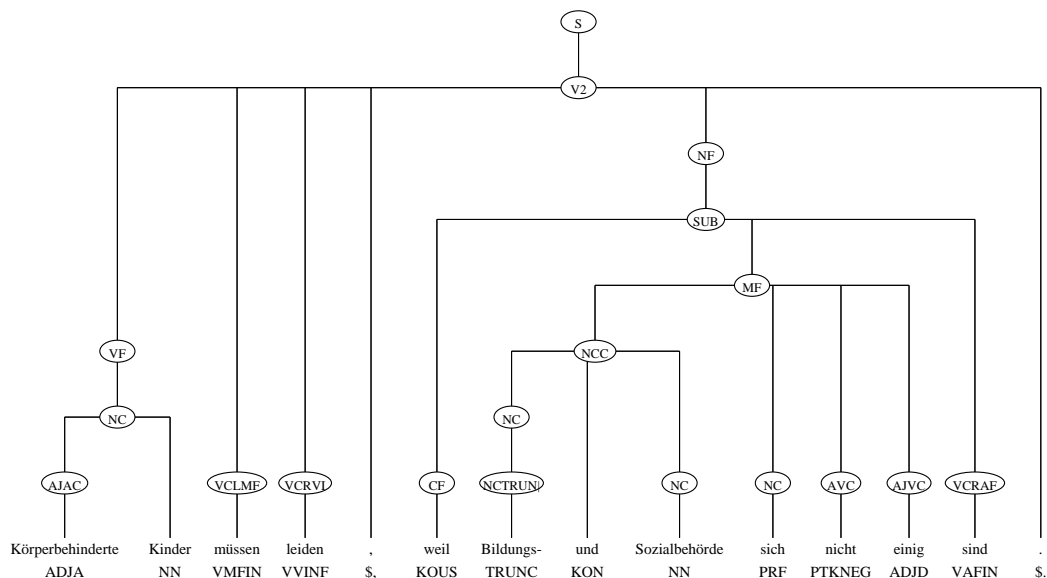 S
V2
NF
SUB
MF
VF NCC
NC NC
AJAC VCLMF VCRVI CF NCTRUN NC NC AVC AJVC VCRAF
Körperbehinderte Kinder müssen leiden , weil Bildungs- und Sozialbehörde sich nicht einig sind .
ADJA NN VMFIN VVINF $, KOUS TRUNC KON NN PRF PTKNEG ADJD VAFIN $.